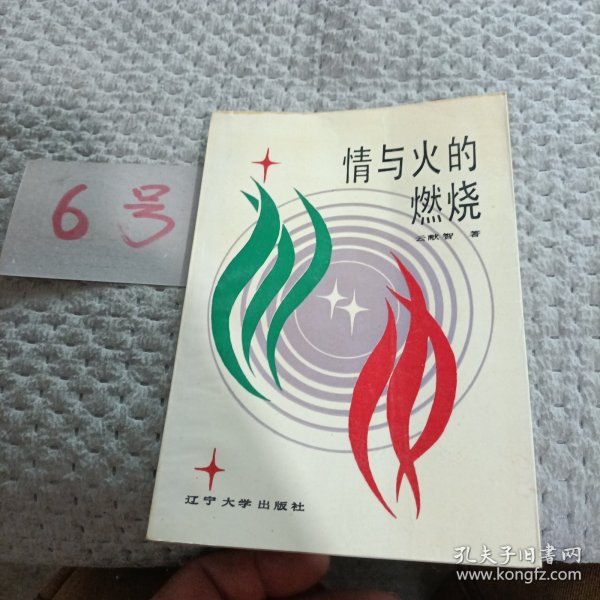 6号
情与火的
燃烧
云献智 著
辽宁大学出版社
孔夫子旧书网
www.kongfz.com